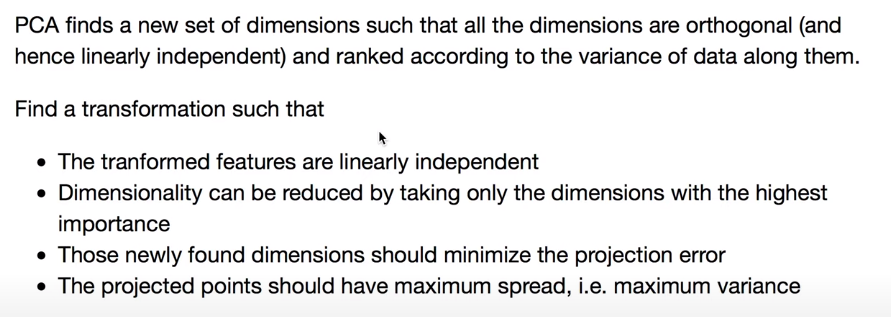 PCA finds a new set of dimensions such that all the dimensions are orthogonal (and
hence linearly independent) and ranked according to the variance of data along them.
Find a transformation such that
• The tranformed features are linearly independent
• Dimensionality can be reduced by taking only the dimensions with the highest
importance
• Those newly found dimensions should minimize the projection error
• The projected points should have maximum spread, i.e. maximum variance